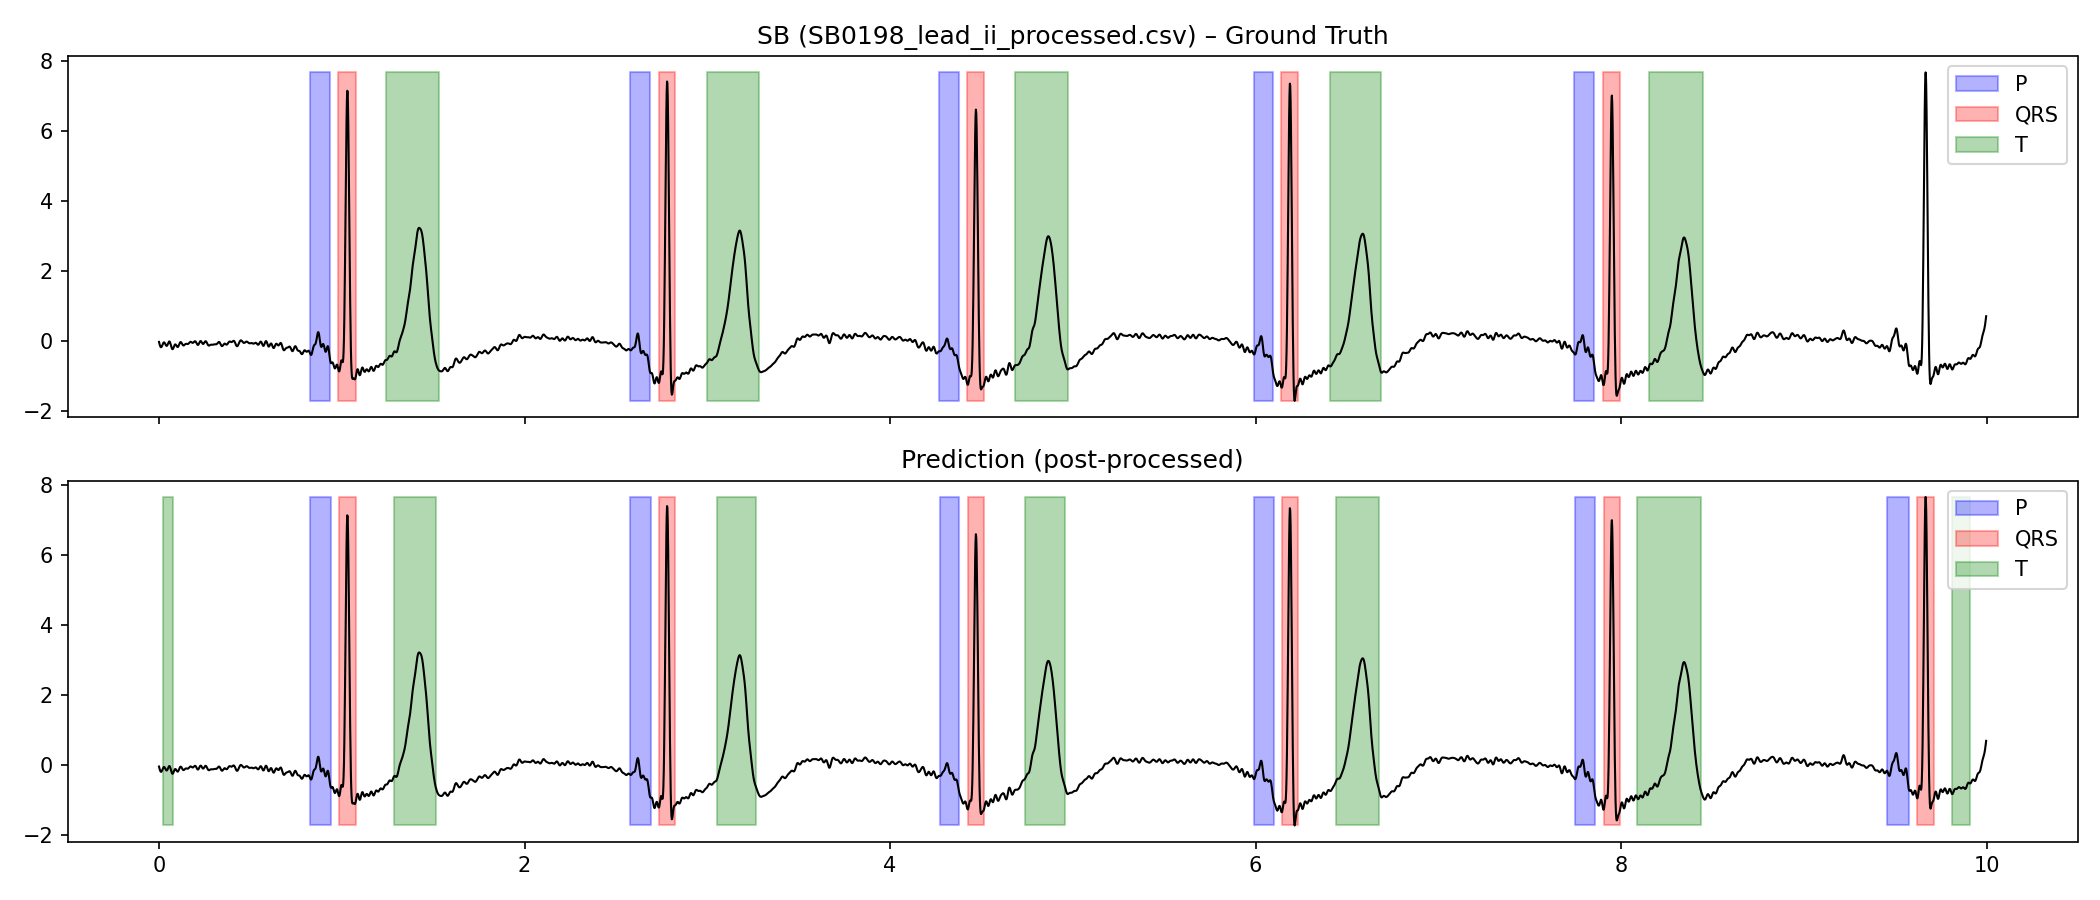 SB (SB0198_lead_ii_processed.csv) – Ground Truth
8
6
4
2
0
−2
P
QRS
T
Prediction (post-processed)
8
6
4
2
0
−2
P
QRS
T
0
2
4
6
8
10